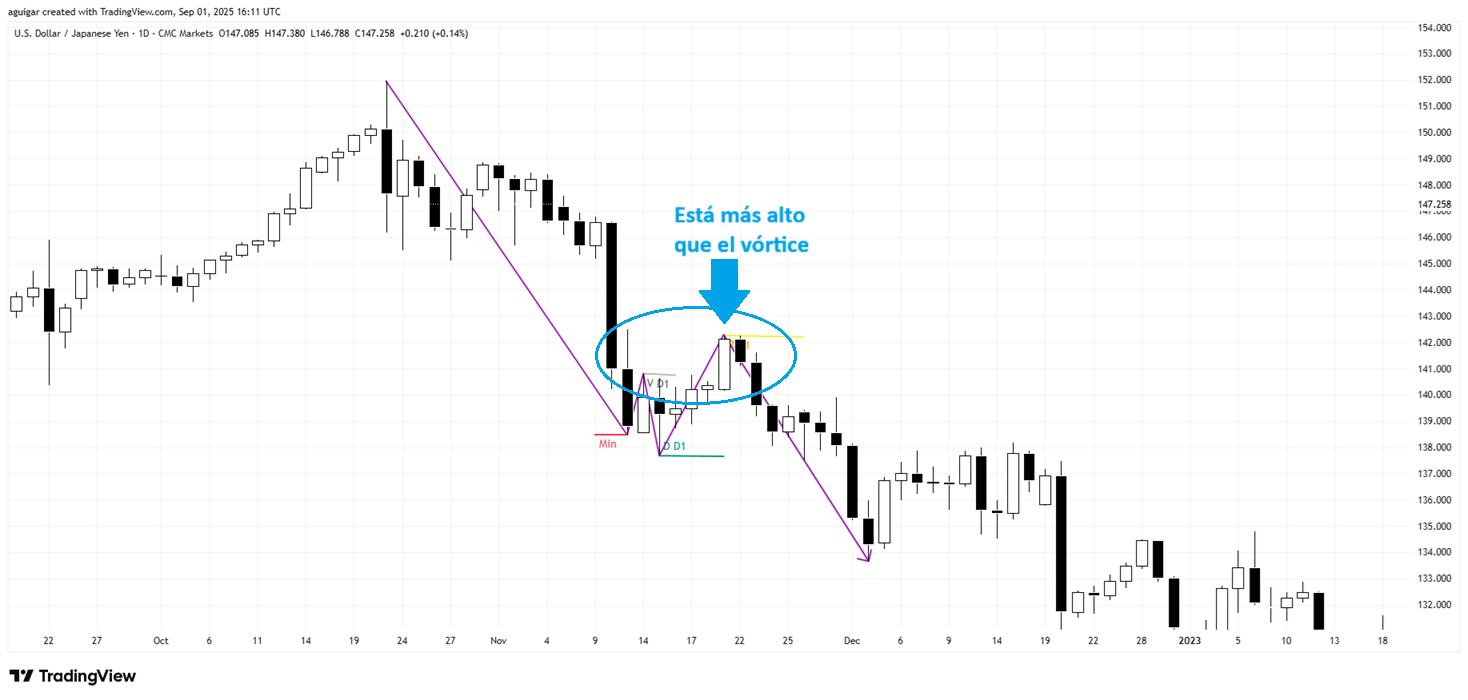 aguigar created with TradingView.com, Sep 01, 2025 16:11 UTC
U.S. Dollar / Japanese Yen · 1D · CMC Markets O147.085 H147.380 L146.788 C147.258 +0.210 (+0.14%)
154.000
153.000
152.000
151.000
150.000
149.000
148.000
147.258
147.000
146.000
145.000
144.000
143.000
142.000
141.000
140.000
139.000
138.000
137.000
136.000
135.000
134.000
133.000
132.000
Está más alto
que el vórtice
V D1
Min
D D1
22 27 Oct 6 11 14 19 24 27 Nov 4 9 14 17 22 25 Dec 6 9 14 19 22 28 2023 5 10 13 18
TradingView